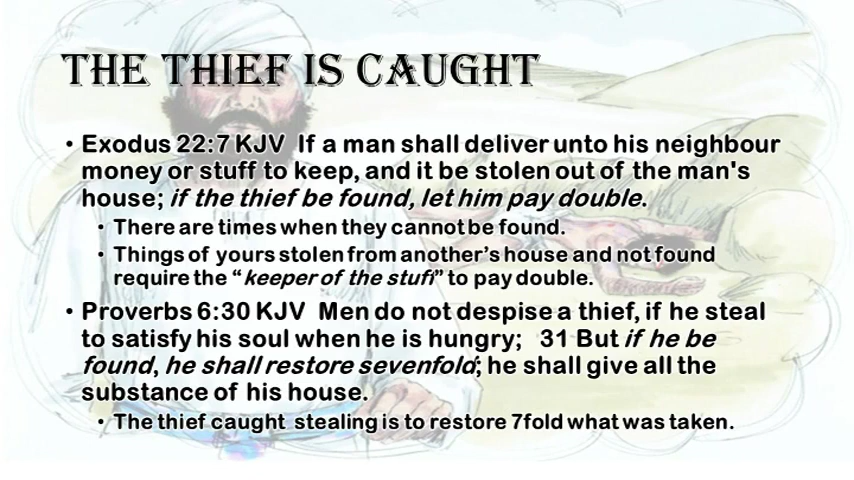 THE THIEF IS CAUGHT
• Exodus 22:7 KJV If a man shall deliver unto his neighbour
money or stuff to keep, and it be stolen out of the man's
house; if the thief be found, let him pay double.
• There are times when they cannot be found.
• Things of yours stolen from another's house and not found
require the "keeper of the stuff" to pay double.
• Proverbs 6:30 KJV Men do not despise a thief, if he steal
to satisfy his soul when he is hungry; 31 But if he be
found, he shall restore sevenfold; he shall give all the
substance of his house.
• The thief caught stealing is to restore 7fold what was taken.